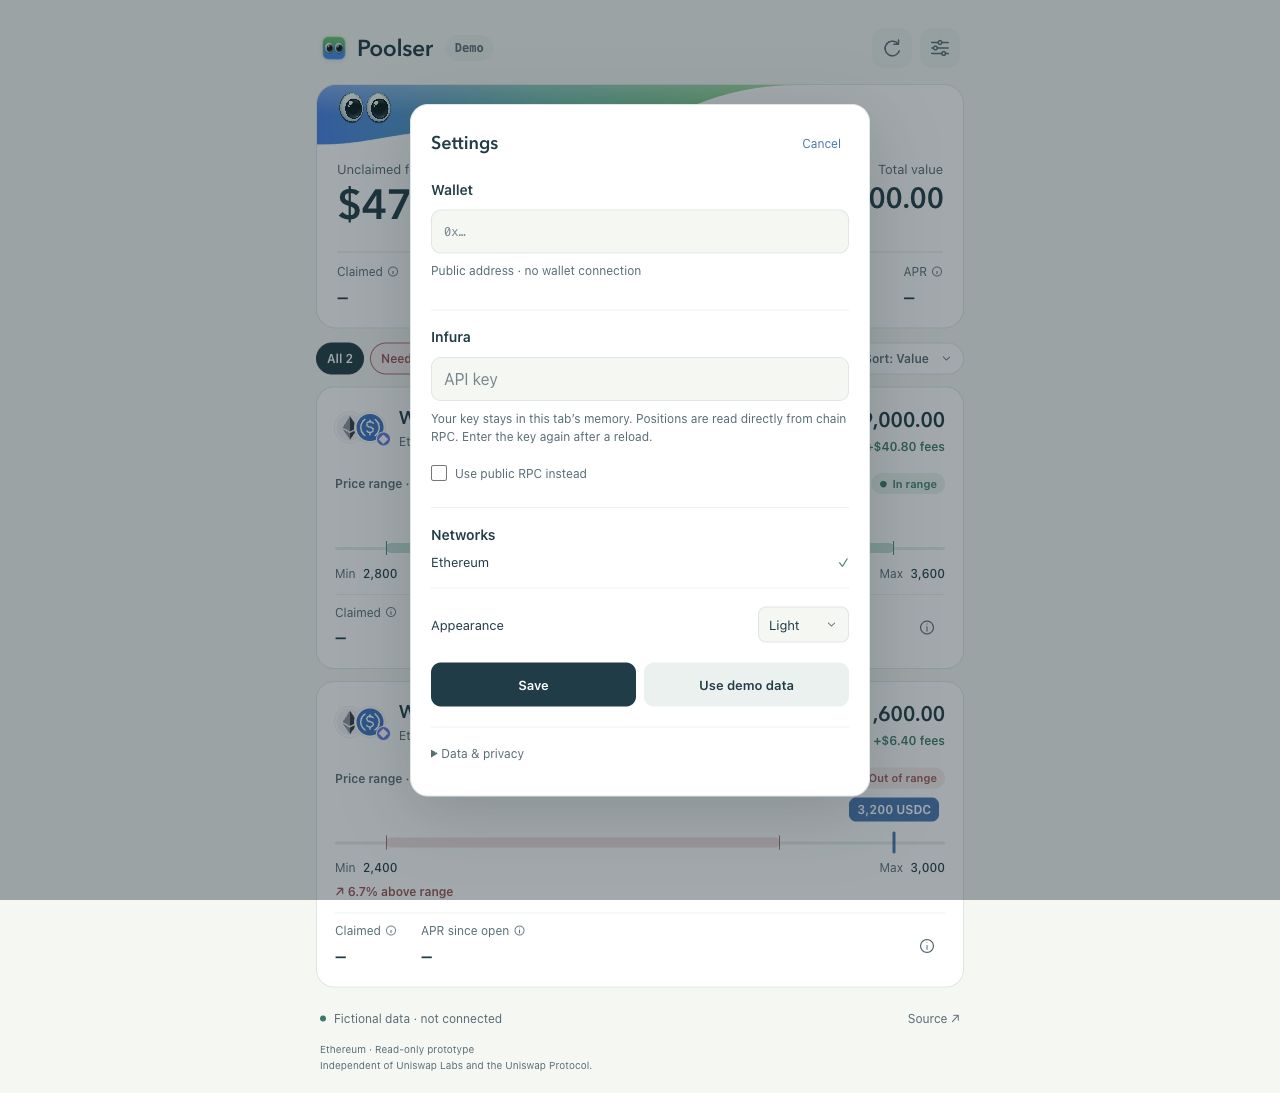 Poolser Demo
Settings Cancel
Unclaimed
Total value
Wallet
$47
00.00
0x…
Public address · no wallet connection
Claimed
APR
–
–
Infura
All 2
Sort: Value
API key
Your key stays in this tab’s memory. Positions are read directly from chain
RPC. Enter the key again after a reload.
,000.00
+$40.80 fees
Use public RPC instead
Price range ·
In range
Networks
Ethereum ✓
Min 2,800
Max 3,600
Claimed
–
Appearance Light
Save Use demo data
,600.00
+$6.40 fees
Data & privacy
Price range ·
Out of range
3,200 USDC
Min 2,400
Max 3,000
↗ 6.7% above range
Claimed APR since open
– –
Fictional data · not connected Source ↗
Ethereum · Read-only prototype
Independent of Uniswap Labs and the Uniswap Protocol.